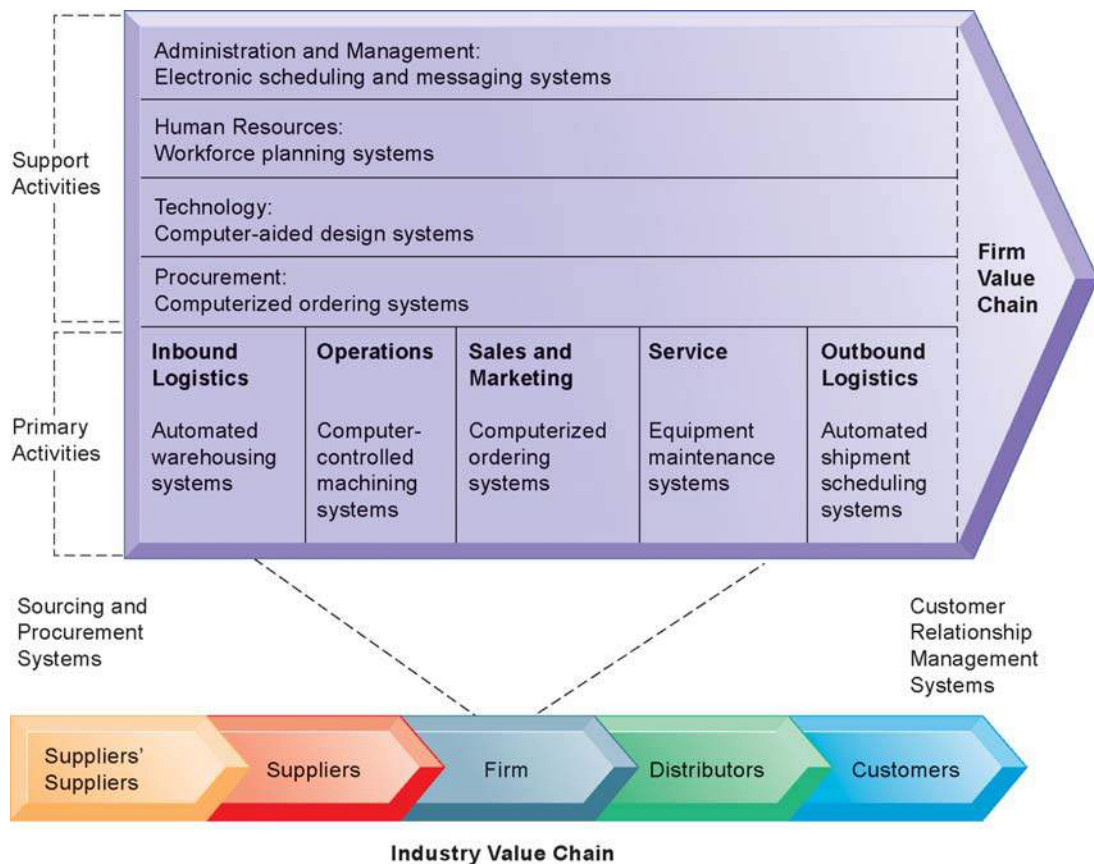 Administration and Management:
Electronic scheduling and messaging systems
Human Resources:
Workforce planning systems
Support
Activities
Technology:
Computer-aided design systems
Procurement:
Computerized ordering systems
Firm
Value
Chain
Primary
Activities
Inbound
Logistics
Automated
warehousing
systems
Operations
Computer-
controlled
machining
systems
Sales and
Marketing
Computerized
ordering
systems
Service
Equipment
maintenance
systems
Outbound
Logistics
Automated
shipment
scheduling
systems
Sourcing and
Procurement
Systems
Customer
Relationship
Management
Systems
Suppliers'
Suppliers
Suppliers
Firm
Distributors
Customers
Industry Value Chain